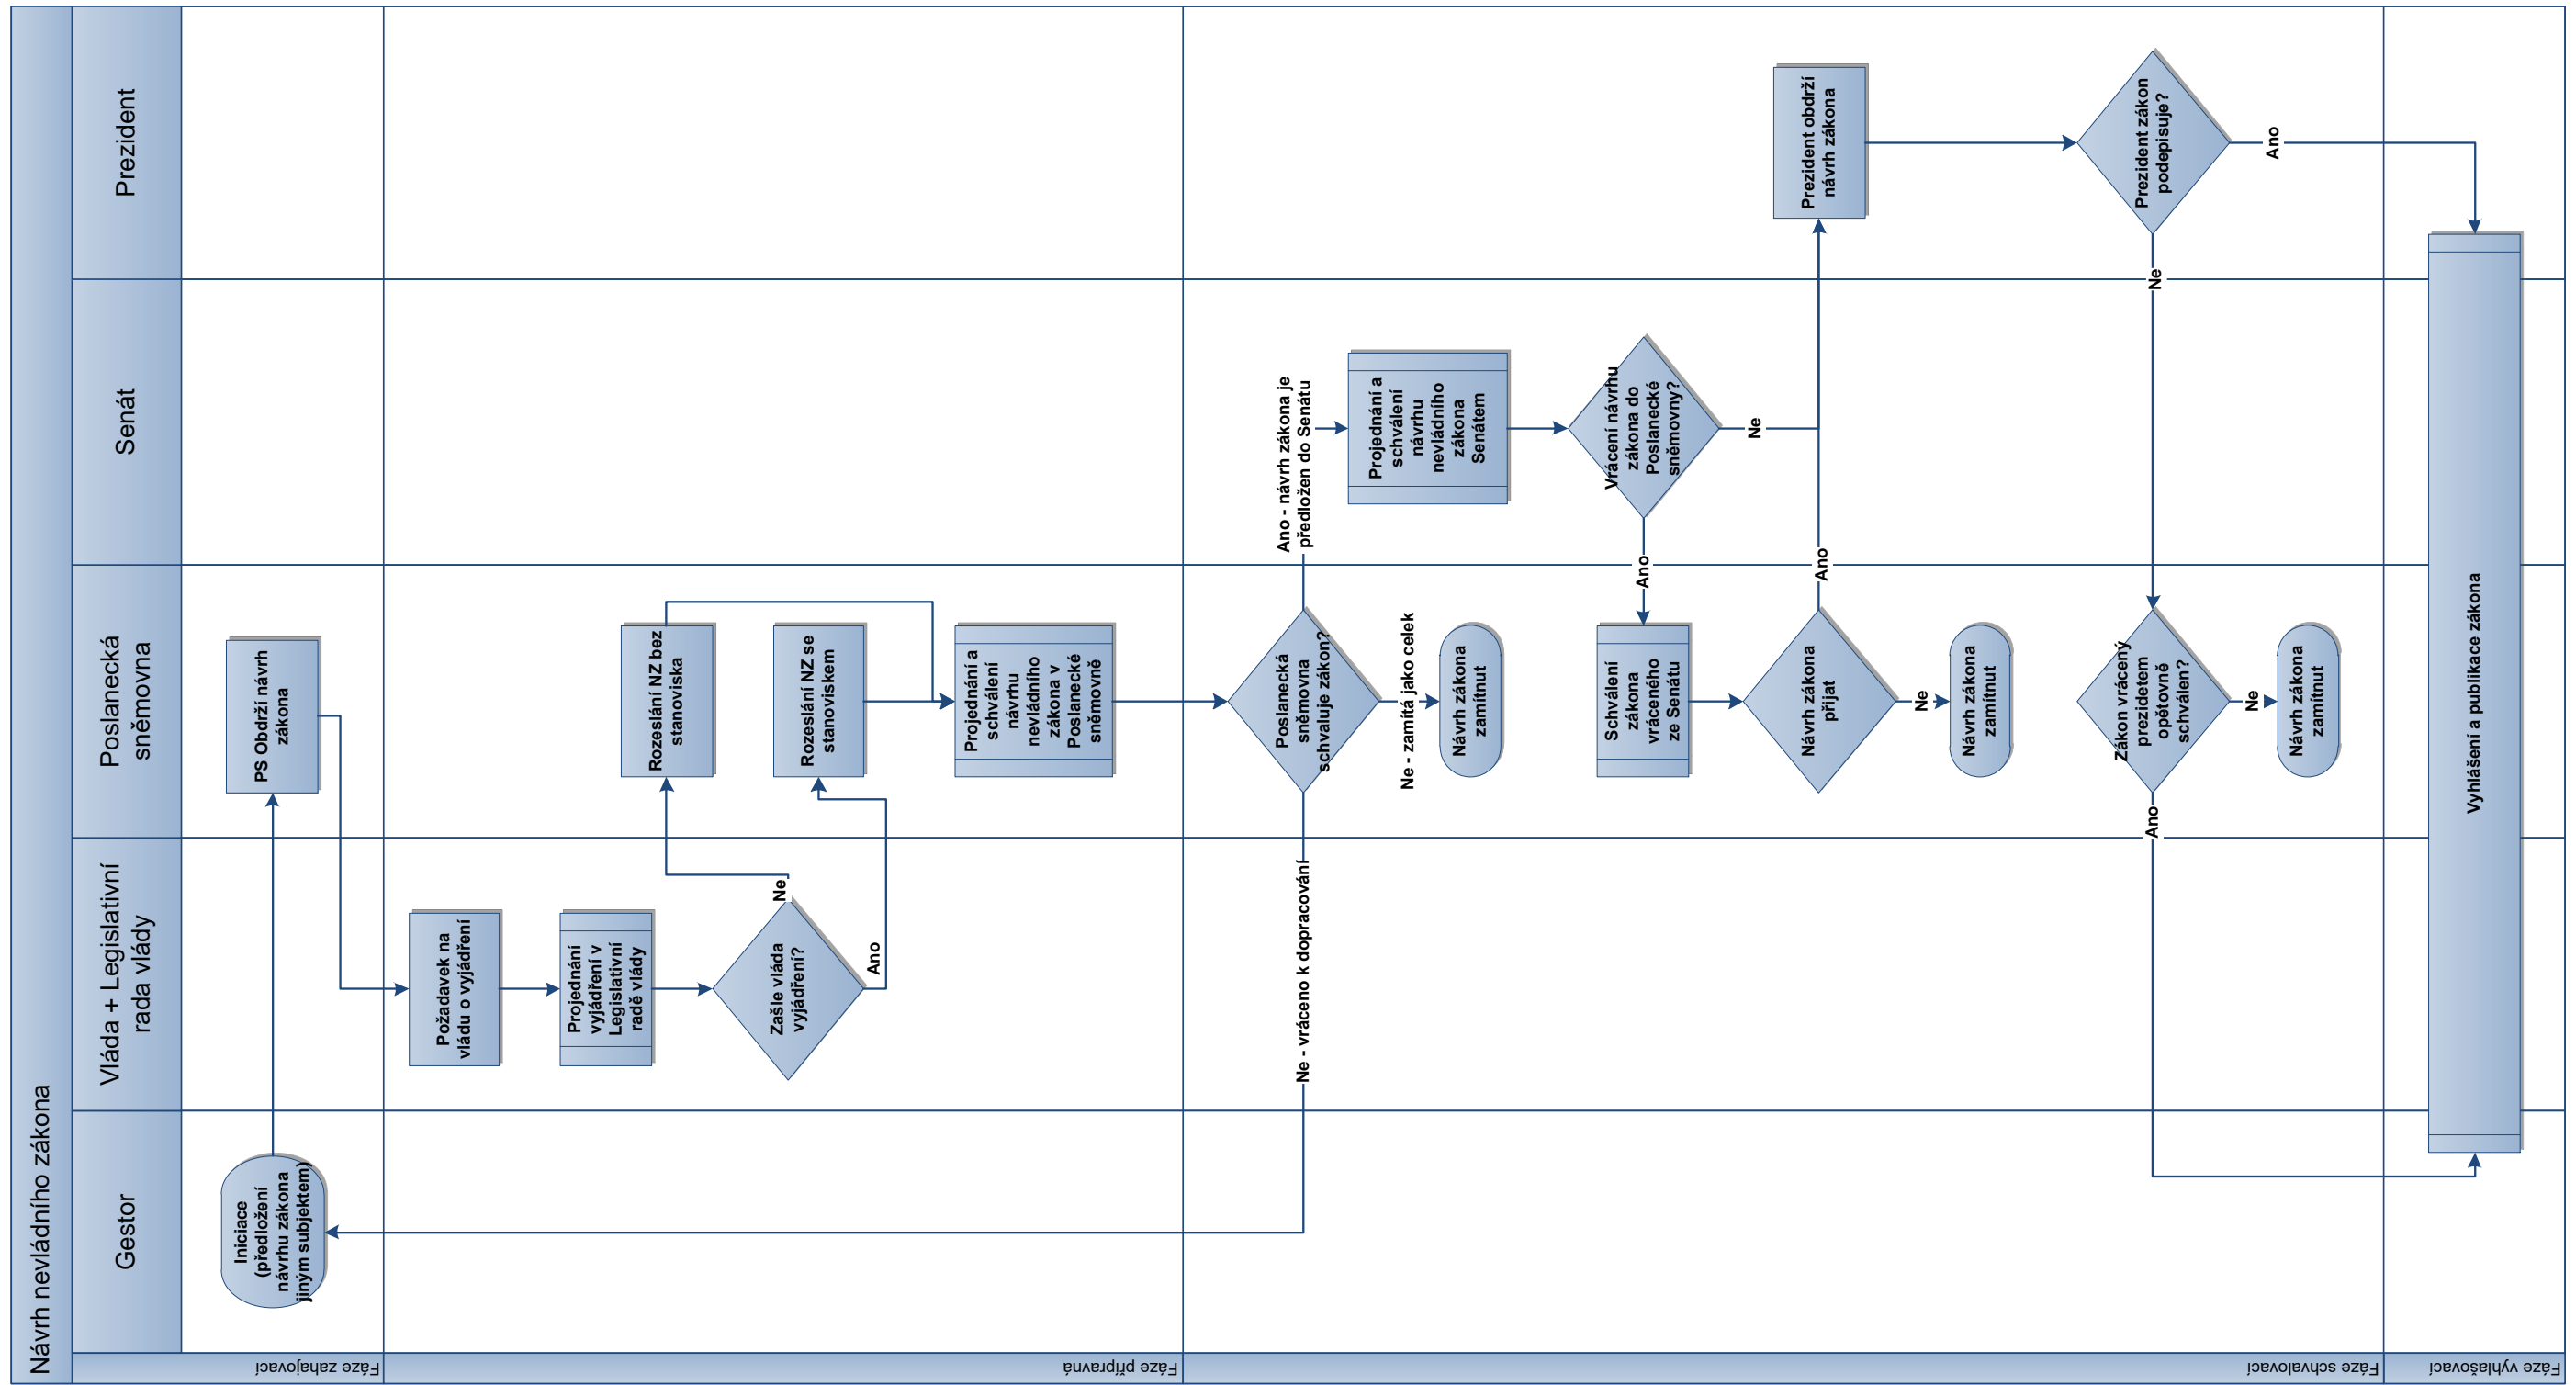 Návrh nevládního zákona
Gestor
Vláda + Legislativní
rada vlády
Poslanecká
sněmovna
Senát
Prezident
Fáze zahajovací
Iniciace
(předložení
návrhu zákona
jiným subjektem)
PS Obdrží návrh
zákona
Fáze přípravná
Požadavek na
vládu o vyjádření
Projednání
vyjádření v
Legislativní
radě vlády
Zašle vláda
vyjádření?
Ne
Ano
Rozeslání NZ bez
stanoviska
Rozeslání NZ se
stanoviskem
Projednání a
schválení
návrhu
nevládního
zákona v
Poslanecké
sněmovně
Fáze schvalovací
Poslanecká
sněmovna
schvaluje zákon?
Ne - vráceno k dopracování
Ano - návrh zákona je
předložen do Senátu
Ne - zamítá jako celek
Návrh zákona
zamítnut
Projednání a
schválení
návrhu
nevládního
zákona
Senátem
Vrácení návrhu
zákona do
Poslanecké
sněmovny?
Ano
Ne
Schválení
zákona
vráceného
ze Senátu
Návrh zákona
přijat
Ano
Ne
Návrh zákona
zamítnut
Prezident obdrží
návrh zákona
Prezident zákon
podepisuje?
Ne
Ano
Zákon vrácený
prezidetem
opětovně
schválen?
Ano
Ne
Návrh zákona
zamítnut
Fáze vyhlašovací
Vyhlášení a publikace zákona